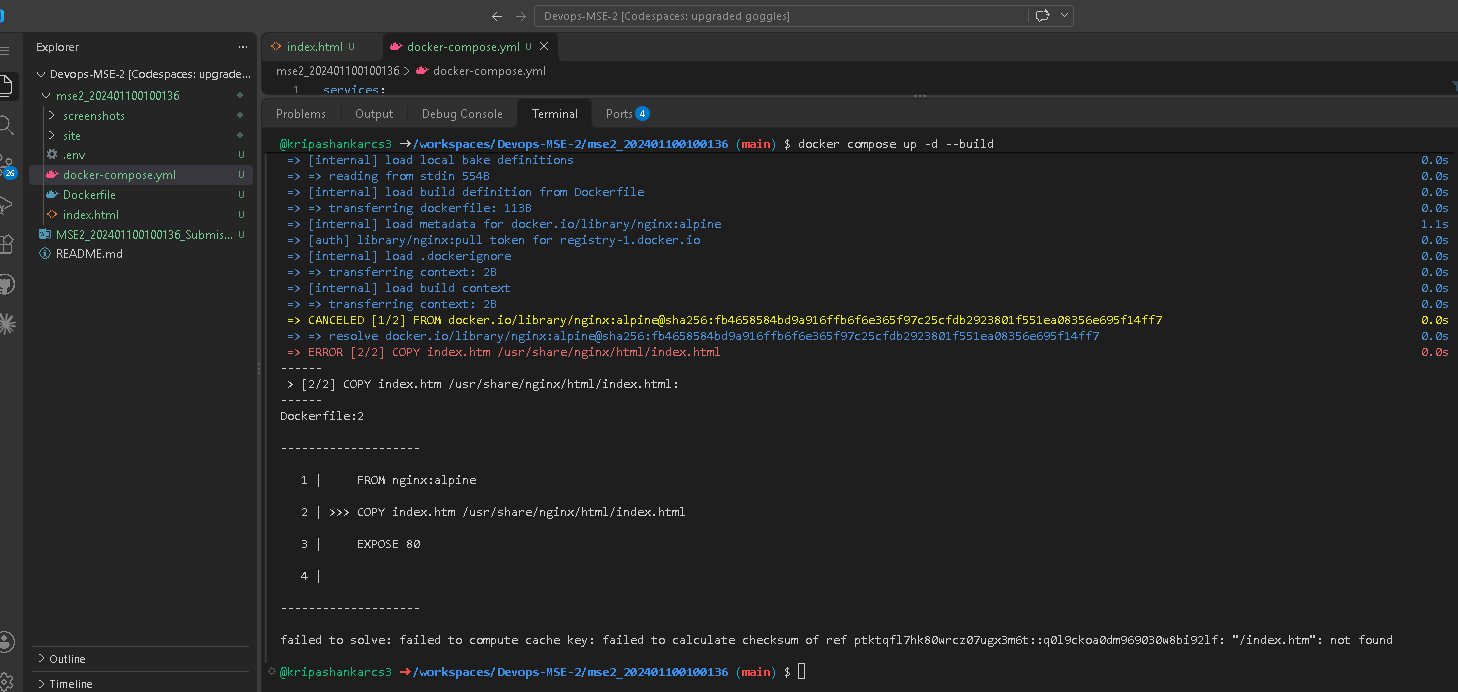 Devops-MSE-2 [Codespaces: upgraded goggles]
Explorer
Devops-MSE-2 [Codespaces: upgrade...
mse2_202401100100136
screenshots
site
.env U
docker-compose.yml U
Dockerfile U
index.html U
MSE2_202401100100136_Submis... U
README.md
26
Outline
Timeline
index.html U
docker-compose.yml U
mse2_202401100100136 > docker-compose.yml
1 services:
Problems Output Debug Console Terminal Ports 4
@kripashankarcs3 →/workspaces/Devops-MSE-2/mse2_202401100100136 (main) $ docker compose up -d --build
=> [internal] load local bake definitions 0.0s
=> => reading from stdin 554B 0.0s
=> [internal] load build definition from Dockerfile 0.0s
=> => transferring dockerfile: 113B 0.0s
=> [internal] load metadata for docker.io/library/nginx:alpine 1.1s
=> [auth] library/nginx:pull token for registry-1.docker.io 0.0s
=> [internal] load .dockerignore 0.0s
=> => transferring context: 2B 0.0s
=> [internal] load build context 0.0s
=> => transferring context: 2B 0.0s
=> CANCELED [1/2] FROM docker.io/library/nginx:alpine@sha256:fb4658584bd9a916ffb6f6e365f97c25cfdb2923801f551ea08356e695f14ff7 0.0s
=> => resolve docker.io/library/nginx:alpine@sha256:fb4658584bd9a916ffb6f6e365f97c25cfdb2923801f551ea08356e695f14ff7 0.0s
=> ERROR [2/2] COPY index.htm /usr/share/nginx/html/index.html 0.0s
------
> [2/2] COPY index.htm /usr/share/nginx/html/index.html:
------
Dockerfile:2
--------------------
1 | FROM nginx:alpine
2 | >>> COPY index.htm /usr/share/nginx/html/index.html
3 | EXPOSE 80
4 |
--------------------
failed to solve: failed to compute cache key: failed to calculate checksum of ref ptktqfl7hk80wrcz07ugx3m6t::q0l9ckoa0dm969030w8bi92lf: "/index.htm": not found
@kripashankarcs3 →/workspaces/Devops-MSE-2/mse2_202401100100136 (main) $